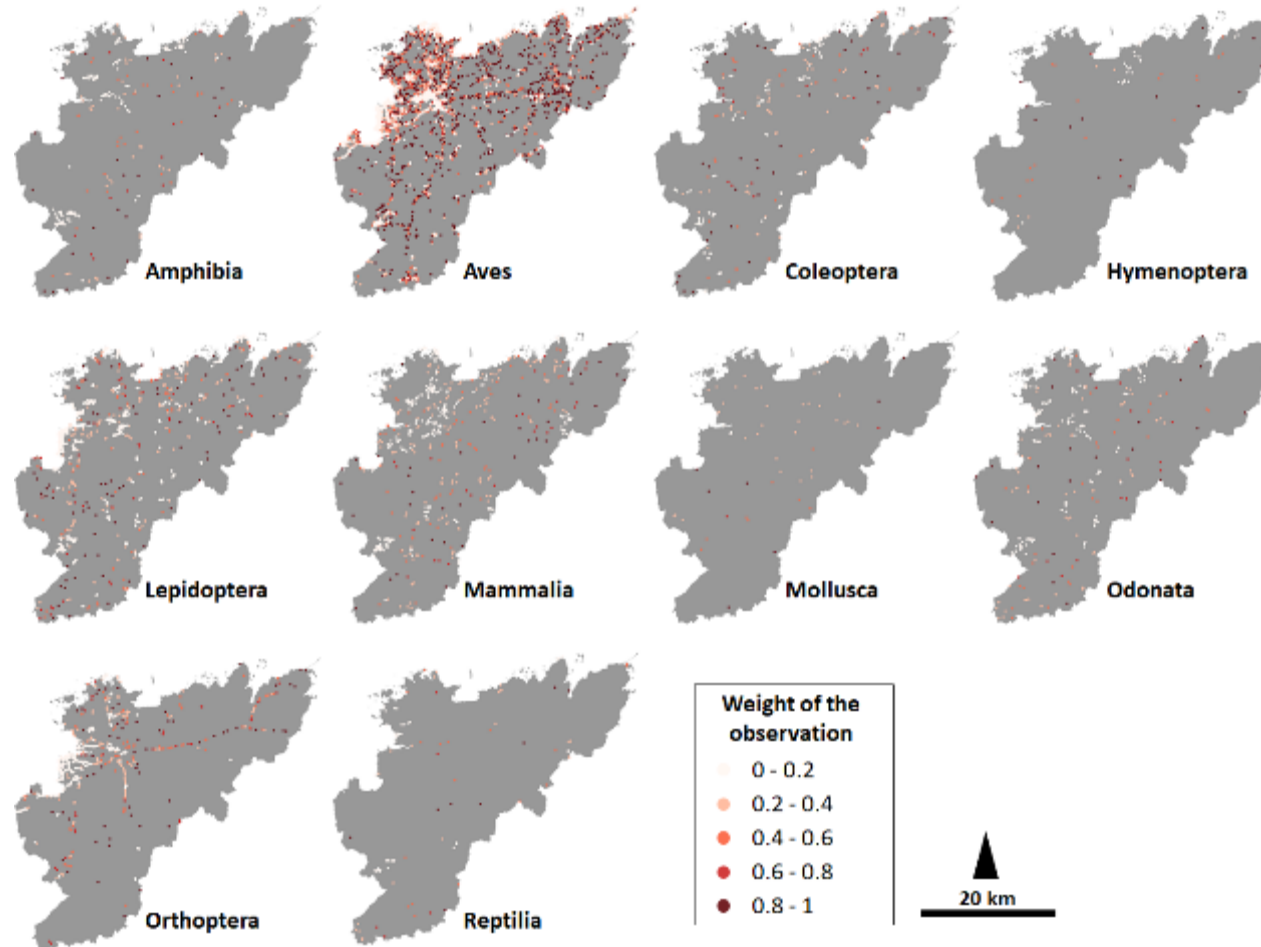 Amphibia
Aves
Coleoptera
Hymenoptera
Lepidoptera
Mammalia
Mollusca
Odonata
Orthoptera
Reptilia
Weight of the
observation
0 - 0.2
0.2 - 0.4
0.4 - 0.6
0.6 - 0.8
0.8 - 1
20 km